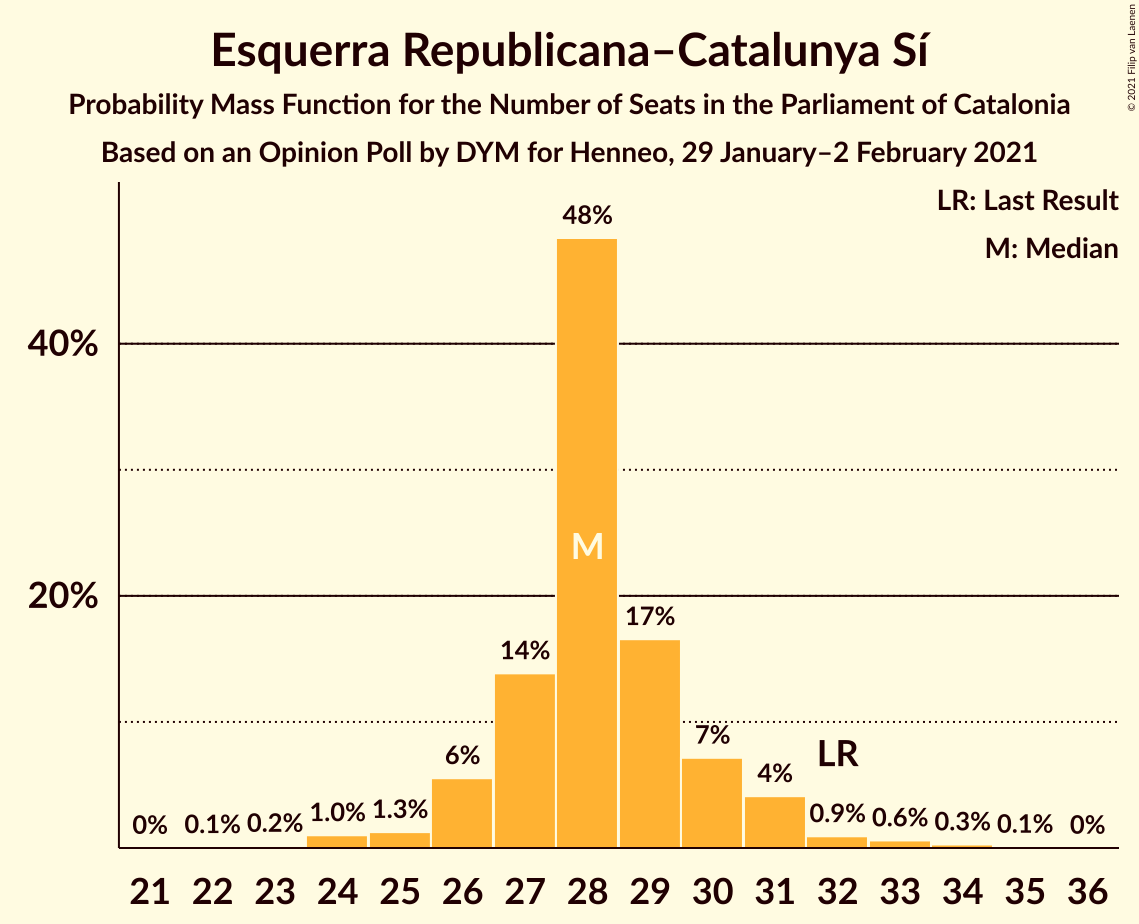 Esquerra Republicana–Catalunya Sí
Probability Mass Function for the Number of Seats in the Parliament of Catalonia
Based on an Opinion Poll by DYM for Henneo, 29 January–2 February 2021
© 2021 Filip van Laenen
LR: Last Result
M: Median
48%
40%
M
20%
17%
14%
7%
LR
6%
4%
0% 0.1% 0.2% 1.0% 1.3% 0.9% 0.6% 0.3% 0.1% 0%
21 22 23 24 25 26 27 28 29 30 31 32 33 34 35 36